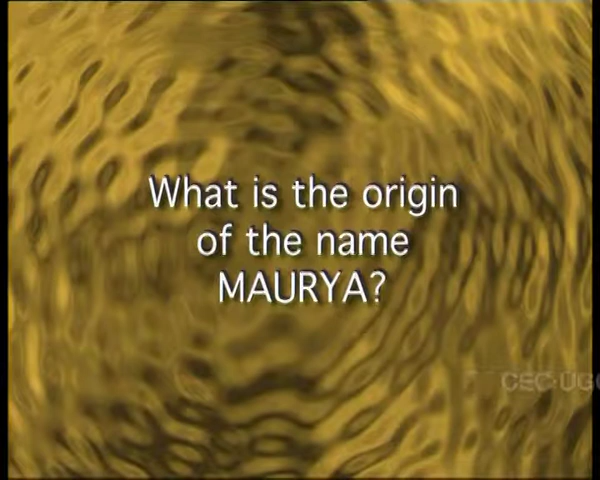 What is the origin
of the name
MAURYA?
CEC-UGC